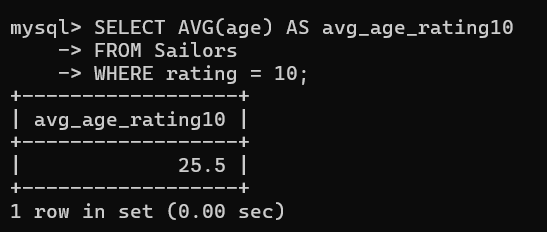 mysql> SELECT AVG(age) AS avg_age_rating10
    -> FROM Sailors
    -> WHERE rating = 10;
+------------------+
| avg_age_rating10 |
+------------------+
|             25.5 |
+------------------+
1 row in set (0.00 sec)